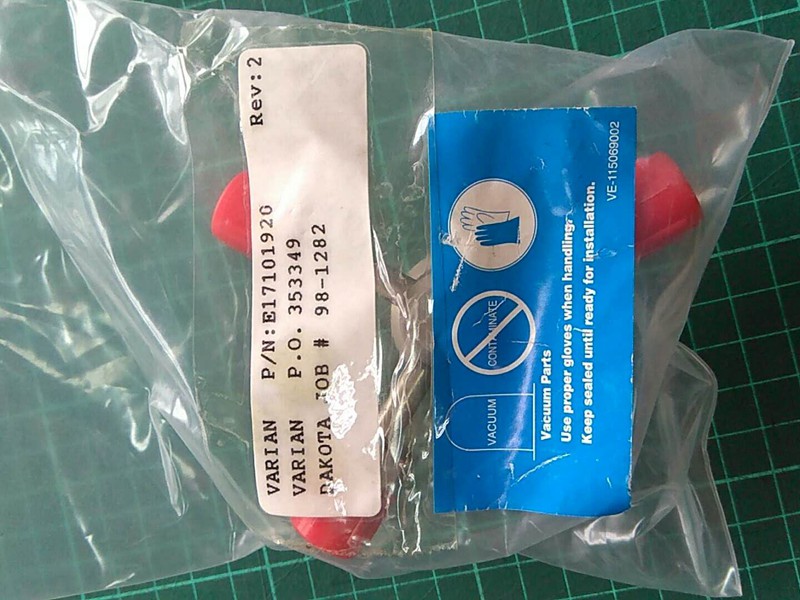 VARIAN P/N:E17101920 Rev:2
VARIAN P.O. 353349
DAKOTA JOB # 98-1282
VACUUM
CONTAMINATE
Vacuum Parts
Use proper gloves when handling.
Keep sealed until ready for installation.
VE-115069002